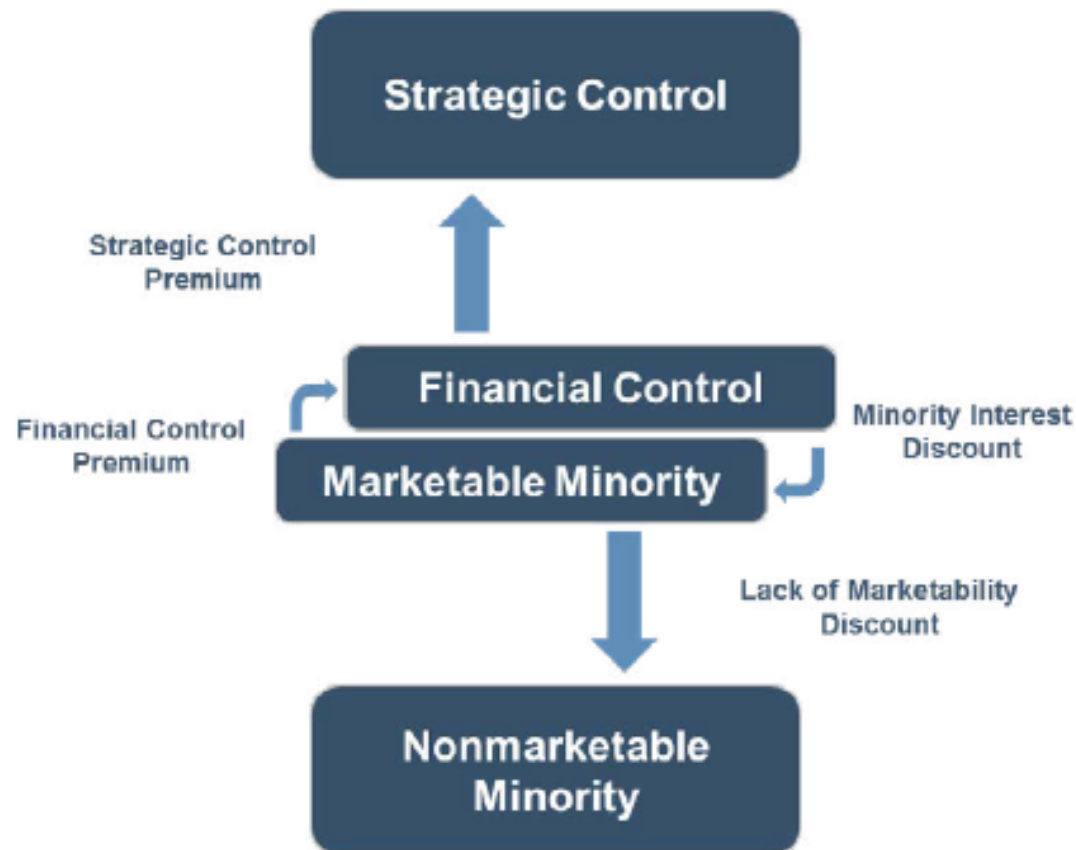 Strategic Control
Strategic Control
Premium
Financial Control
Financial Control
Premium
Minority Interest
Discount
Marketable Minority
Lack of Marketability
Discount
Nonmarketable
Minority